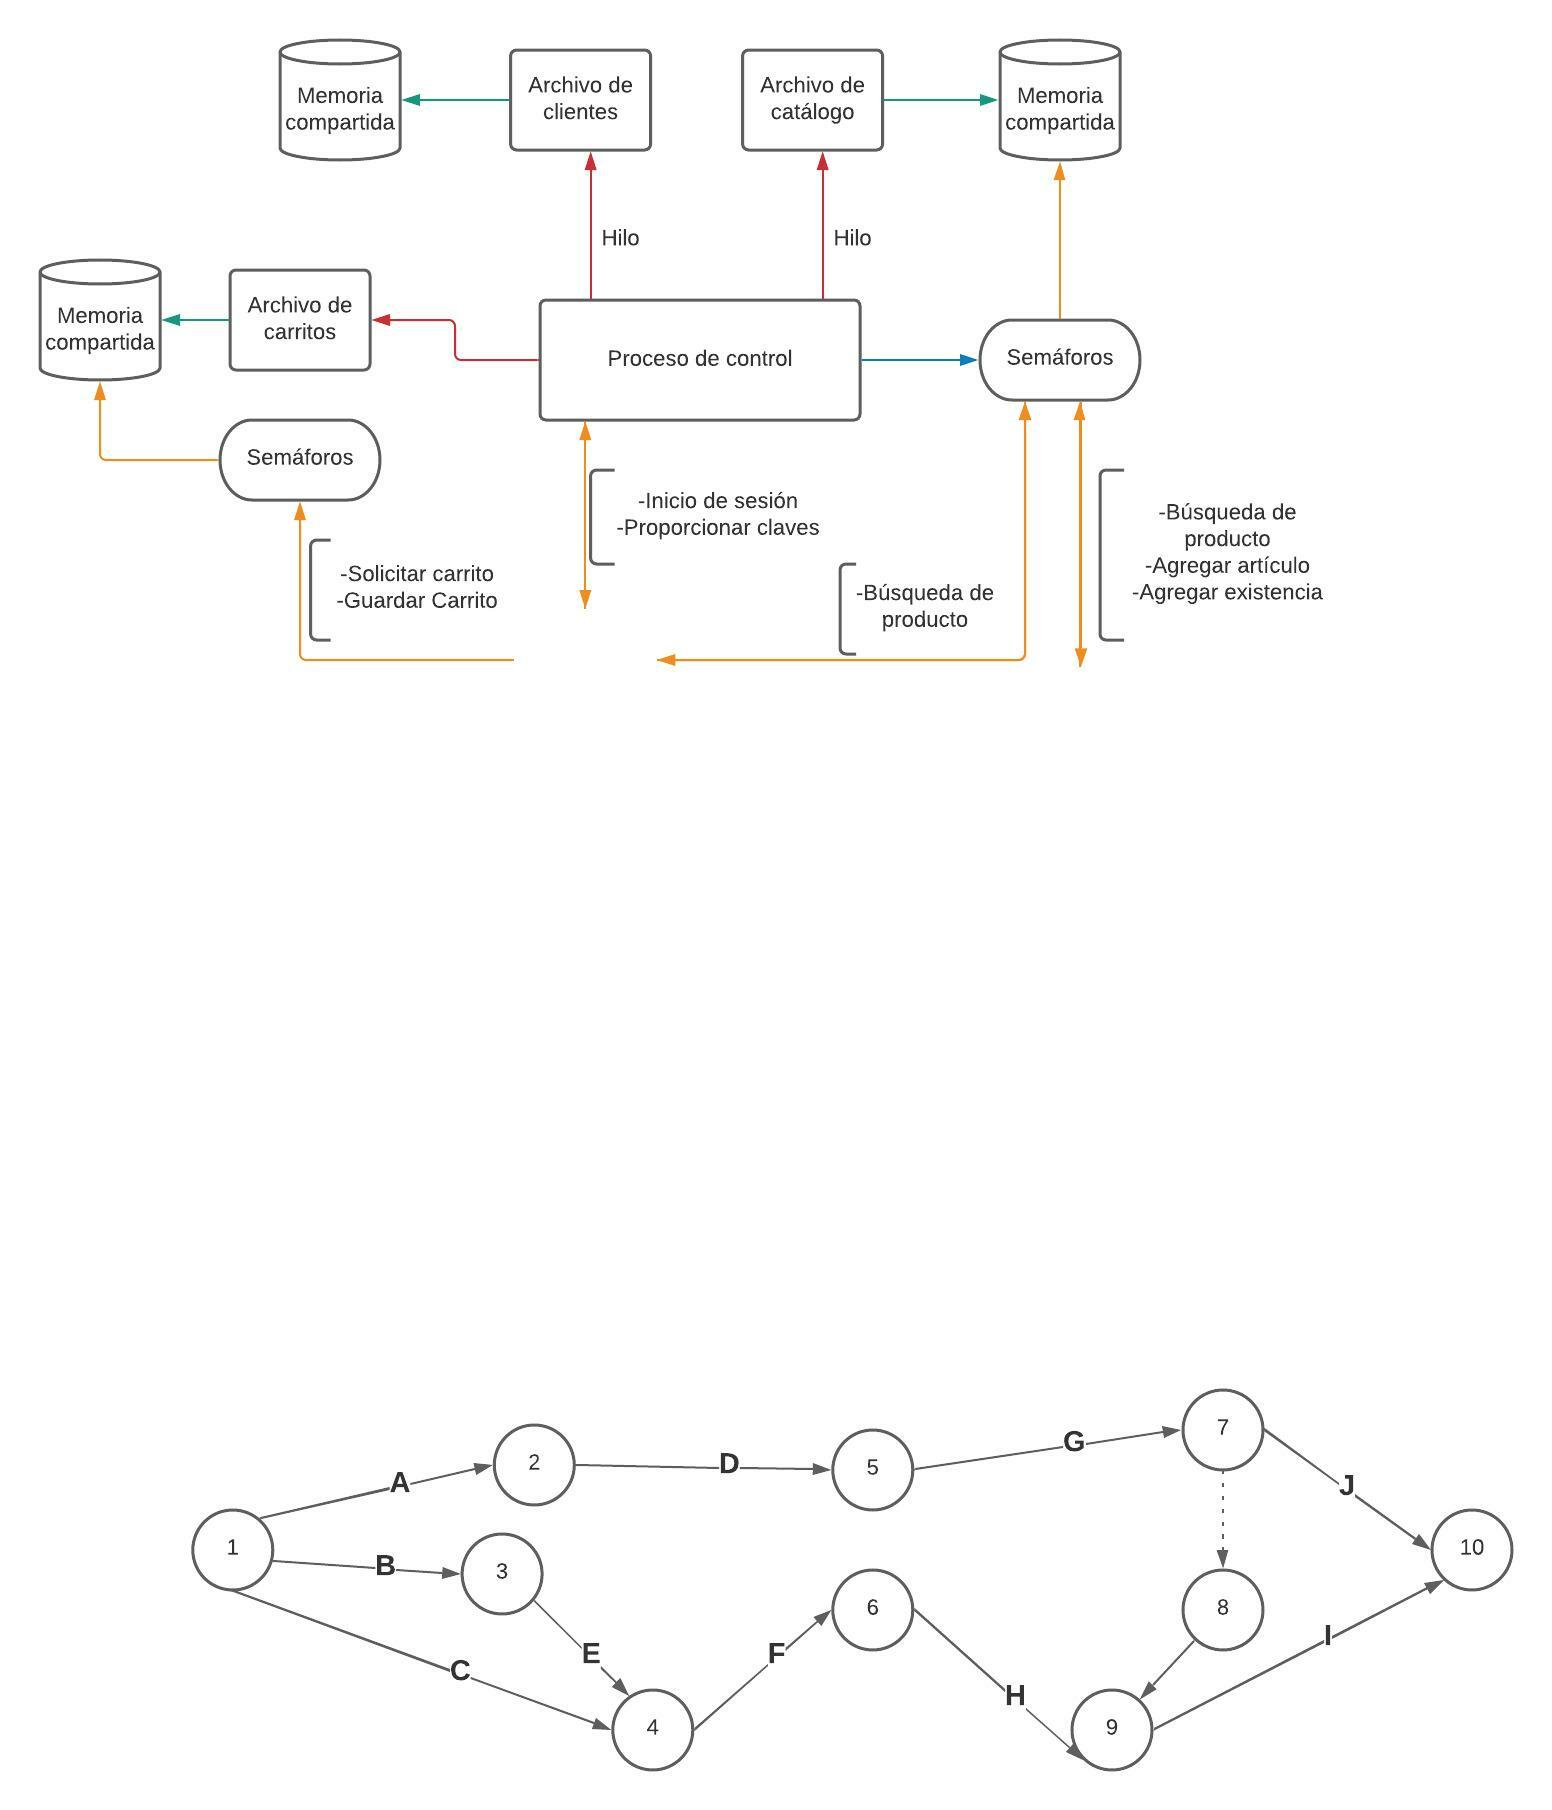 Memoria
compartida
Archivo de
clientes
Archivo de
catálogo
Memoria
compartida
Hilo
Hilo
Memoria
compartida
Archivo de
carritos
Proceso de control
Semáforos
Semáforos
-Inicio de sesión
-Proporcionar claves
-Solicitar carrito
-Guardar Carrito
-Búsqueda de
producto
-Búsqueda de
producto
-Agregar artículo
-Agregar existencia
1
A
2
D
5
G
7
J
10
B
3
E
C
4
F
6
H
8
9
I